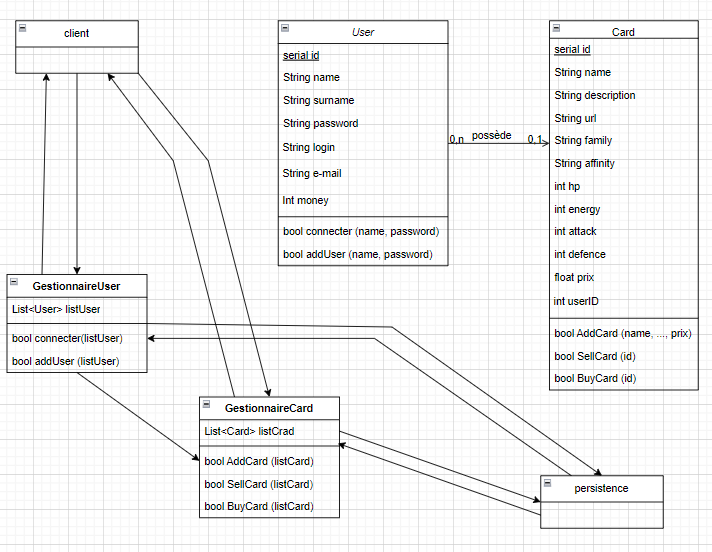 client
User
serial id
String name
String surname
String password
String login
String e-mail
Int money
bool connecter (name, password)
bool addUser (name, password)
0,n possède 0,1
Card
serial id
String name
String description
String url
String family
String affinity
int hp
int energy
int attack
int defence
float prix
int userID
bool AddCard (name, ..., prix)
bool SellCard (id)
bool BuyCard (id)
GestionnaireUser
List<User> listUser
bool connecter(listUser)
bool addUser (listUser)
GestionnaireCard
List<Card> listCrad
bool AddCard (listCard)
bool SellCard (listCard)
bool BuyCard (listCard)
persistence